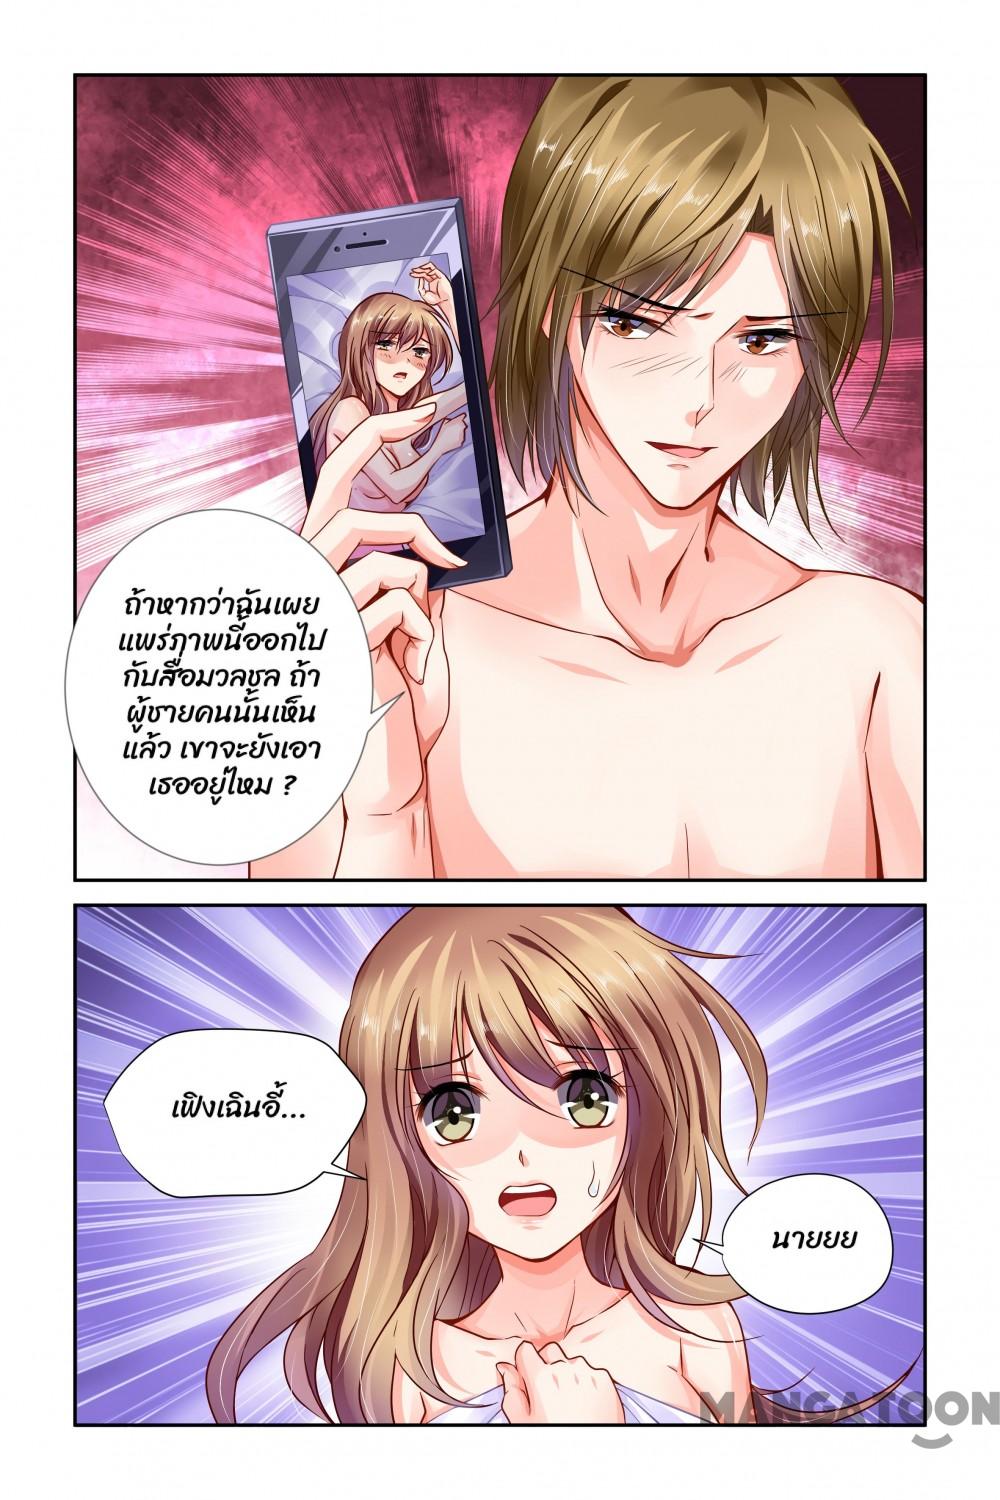 ถ้าหากว่าฉันเผย
แพร่ภาพนี้ออกไป
กับสื่อมวลชล ถ้า
ผู้ชายคนนั้นเห็น
แล้ว เขาจะยังเอา
เธออยู่ไหม ?
เฟิงเฉินอี้...
นายยย
MANGATOON